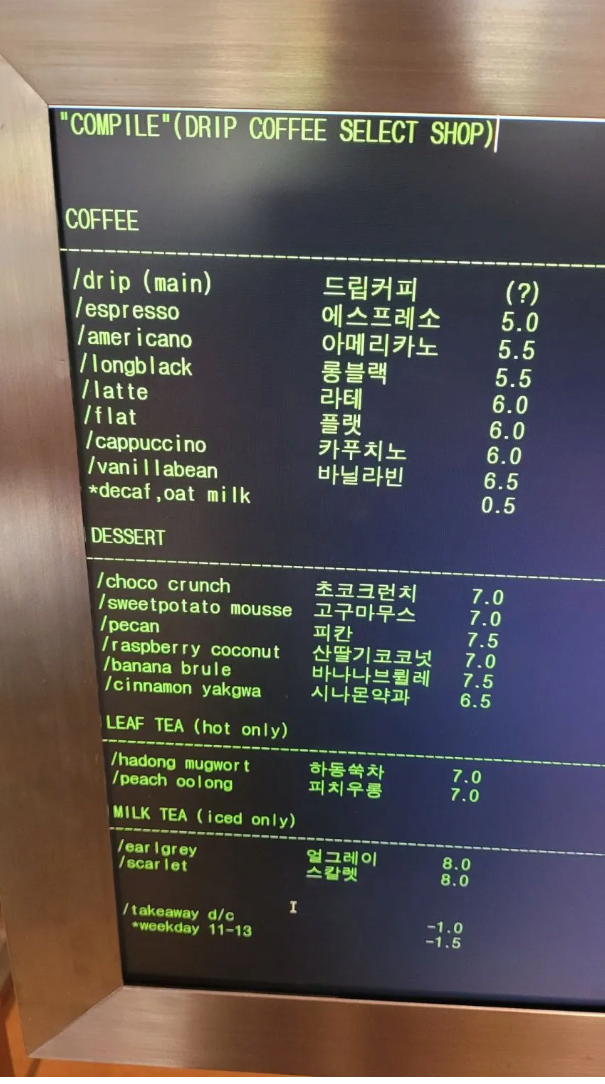 "COMPILE"(DRIP COFFEE SELECT SHOP)
COFFEE
/drip (main) 드립커피 (?)
/espresso 에스프레소 5.0
/americano 아메리카노 5.5
/longblack 롱블랙 5.5
/latte 라테 6.0
/flat 플랫 6.0
/cappuccino 카푸치노 6.0
/vanillabean 바닐라빈 6.5
*decaf,oat milk 0.5
DESSERT
/choco crunch 초코크런치 7.0
/sweetpotato mousse 고구마무스 7.0
/pecan 피칸 7.5
/raspberry coconut 산딸기코코넛 7.0
/banana brule 바나나브륄레 7.5
/cinnamon yakgwa 시나몬약과 6.5
LEAF TEA (hot only)
/hadong mugwort 하동쑥차 7.0
/peach oolong 피치우롱 7.0
MILK TEA (iced only)
/earlgrey 얼그레이 8.0
/scarlet 스칼렛 8.0
/takeaway d/c -1.0
*weekday 11-13 -1.5